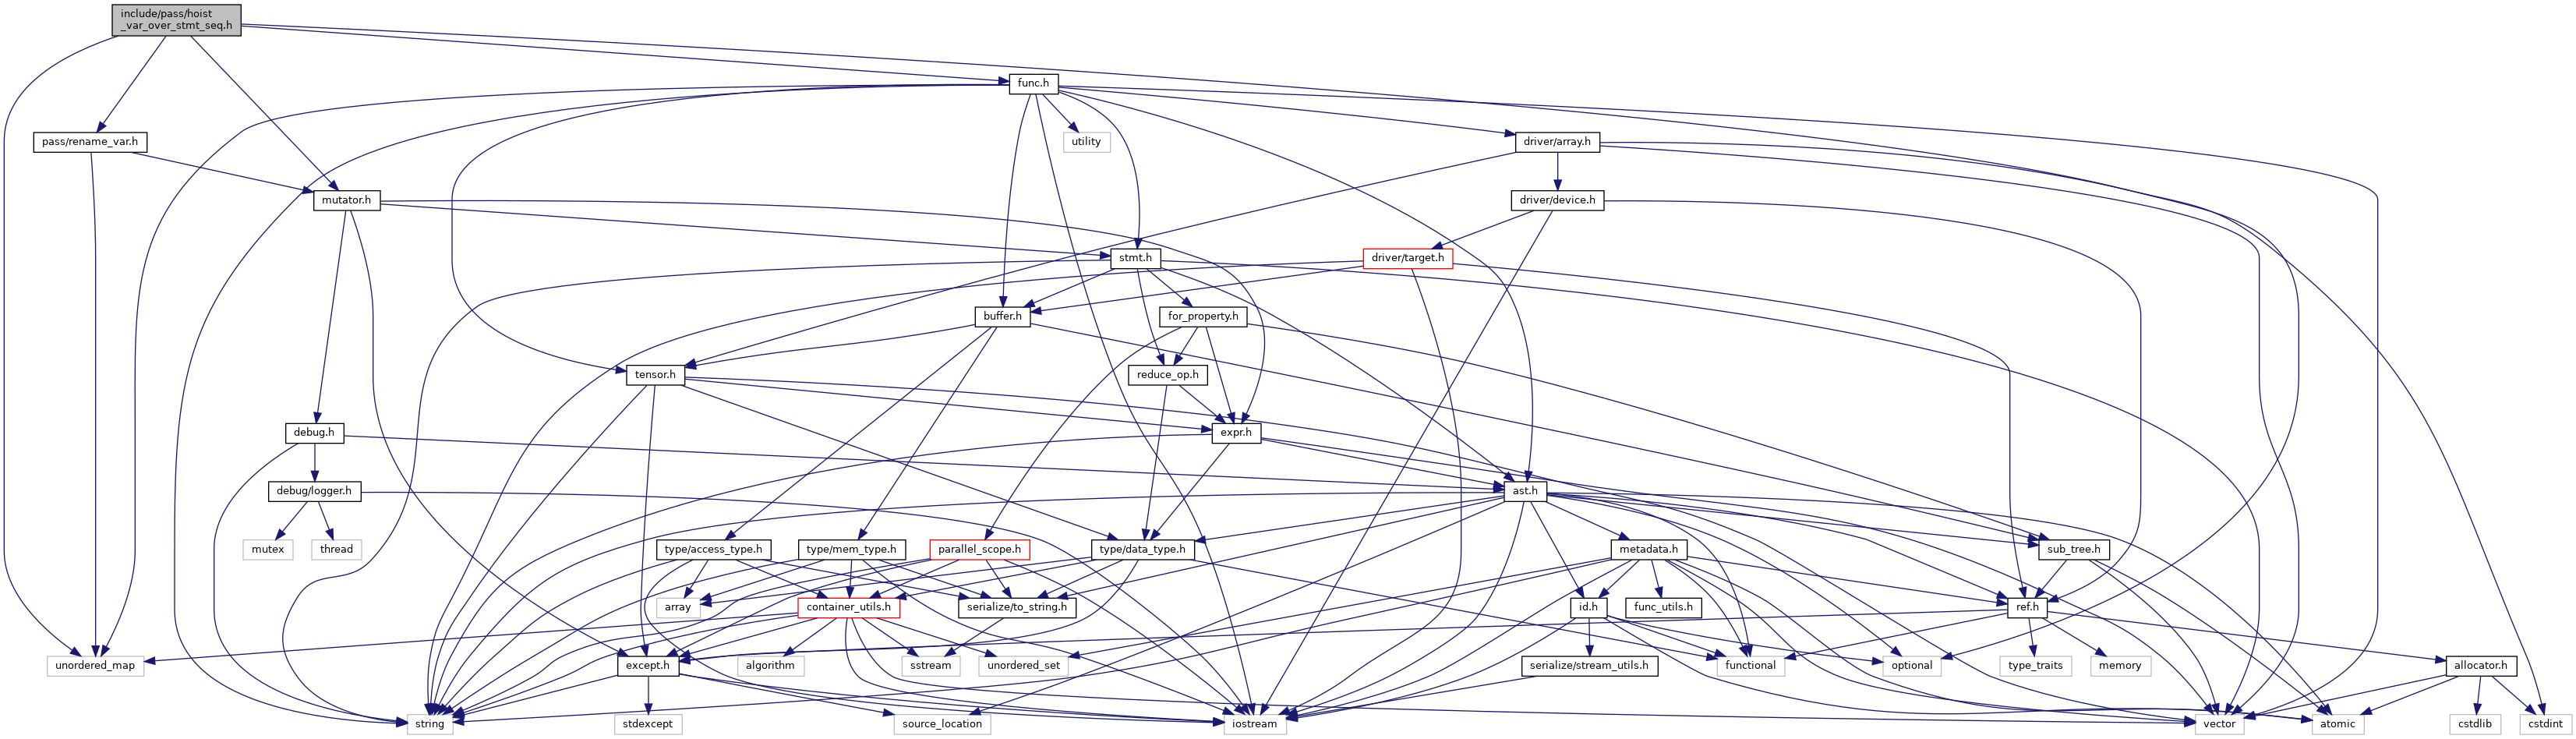 include/pass/hoist
_var_over_stmt_seq.h
func.h
pass/rename_var.h
utility
driver/array.h
mutator.h
driver/device.h
stmt.h
driver/target.h
buffer.h
for_property.h
tensor.h
reduce_op.h
debug.h
expr.h
debug/logger.h
ast.h
mutex
thread
type/access_type.h
type/mem_type.h
parallel_scope.h
type/data_type.h
metadata.h
sub_tree.h
array
container_utils.h
serialize/to_string.h
id.h
func_utils.h
ref.h
unordered_map
except.h
algorithm
sstream
unordered_set
serialize/stream_utils.h
functional
optional
type_traits
memory
allocator.h
string
stdexcept
source_location
iostream
vector
atomic
cstdlib
cstdint